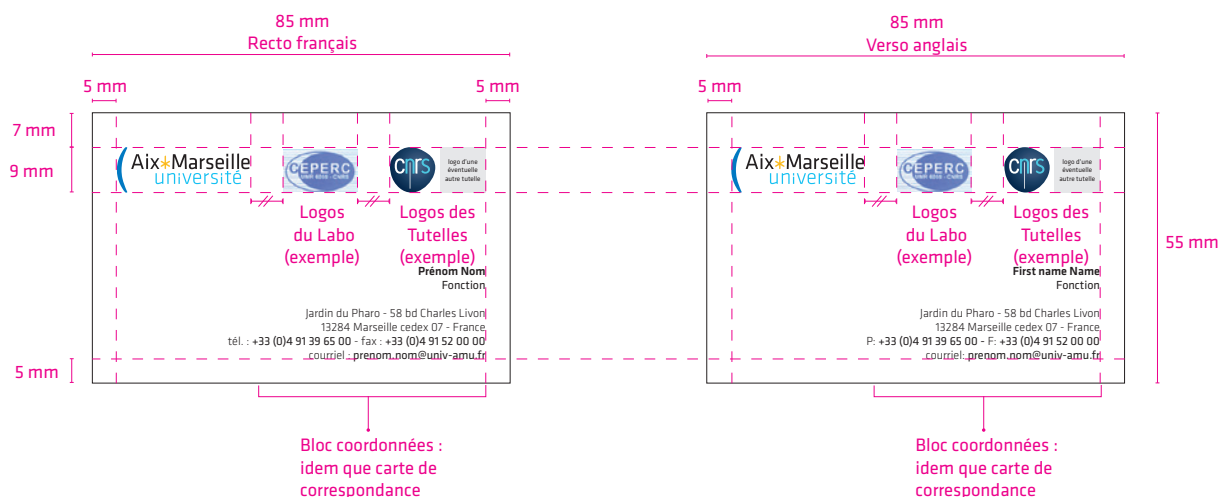 85 mm
Recto français
5 mm
5 mm
7 mm
9 mm
Aix*Marseille
université
CEPERC
UMR 6059 - CNRS
cnrs
logo d'une
éventuelle
autre tutelle
Logos
du Labo
(exemple)
Logos des
Tutelles
(exemple)
Prénom Nom
Fonction
Jardin du Pharo - 58 bd Charles Livon
13284 Marseille cedex 07 - France
tél. : +33 (0)4 91 39 65 00 - fax : +33 (0)4 91 52 00 00
courriel : prenom.nom@univ-amu.fr
5 mm
Bloc coordonnées :
idem que carte de
correspondance
85 mm
Verso anglais
5 mm
Aix*Marseille
université
CEPERC
UMR 6059 - CNRS
cnrs
logo d'une
éventuelle
autre tutelle
Logos
du Labo
(exemple)
Logos des
Tutelles
(exemple)
First name Name
Fonction
Jardin du Pharo - 58 bd Charles Livon
13284 Marseille cedex 07 - France
P: +33 (0)4 91 39 65 00 - F: +33 (0)4 91 52 00 00
courriel: prenom.nom@univ-amu.fr
55 mm
Bloc coordonnées :
idem que carte de
correspondance